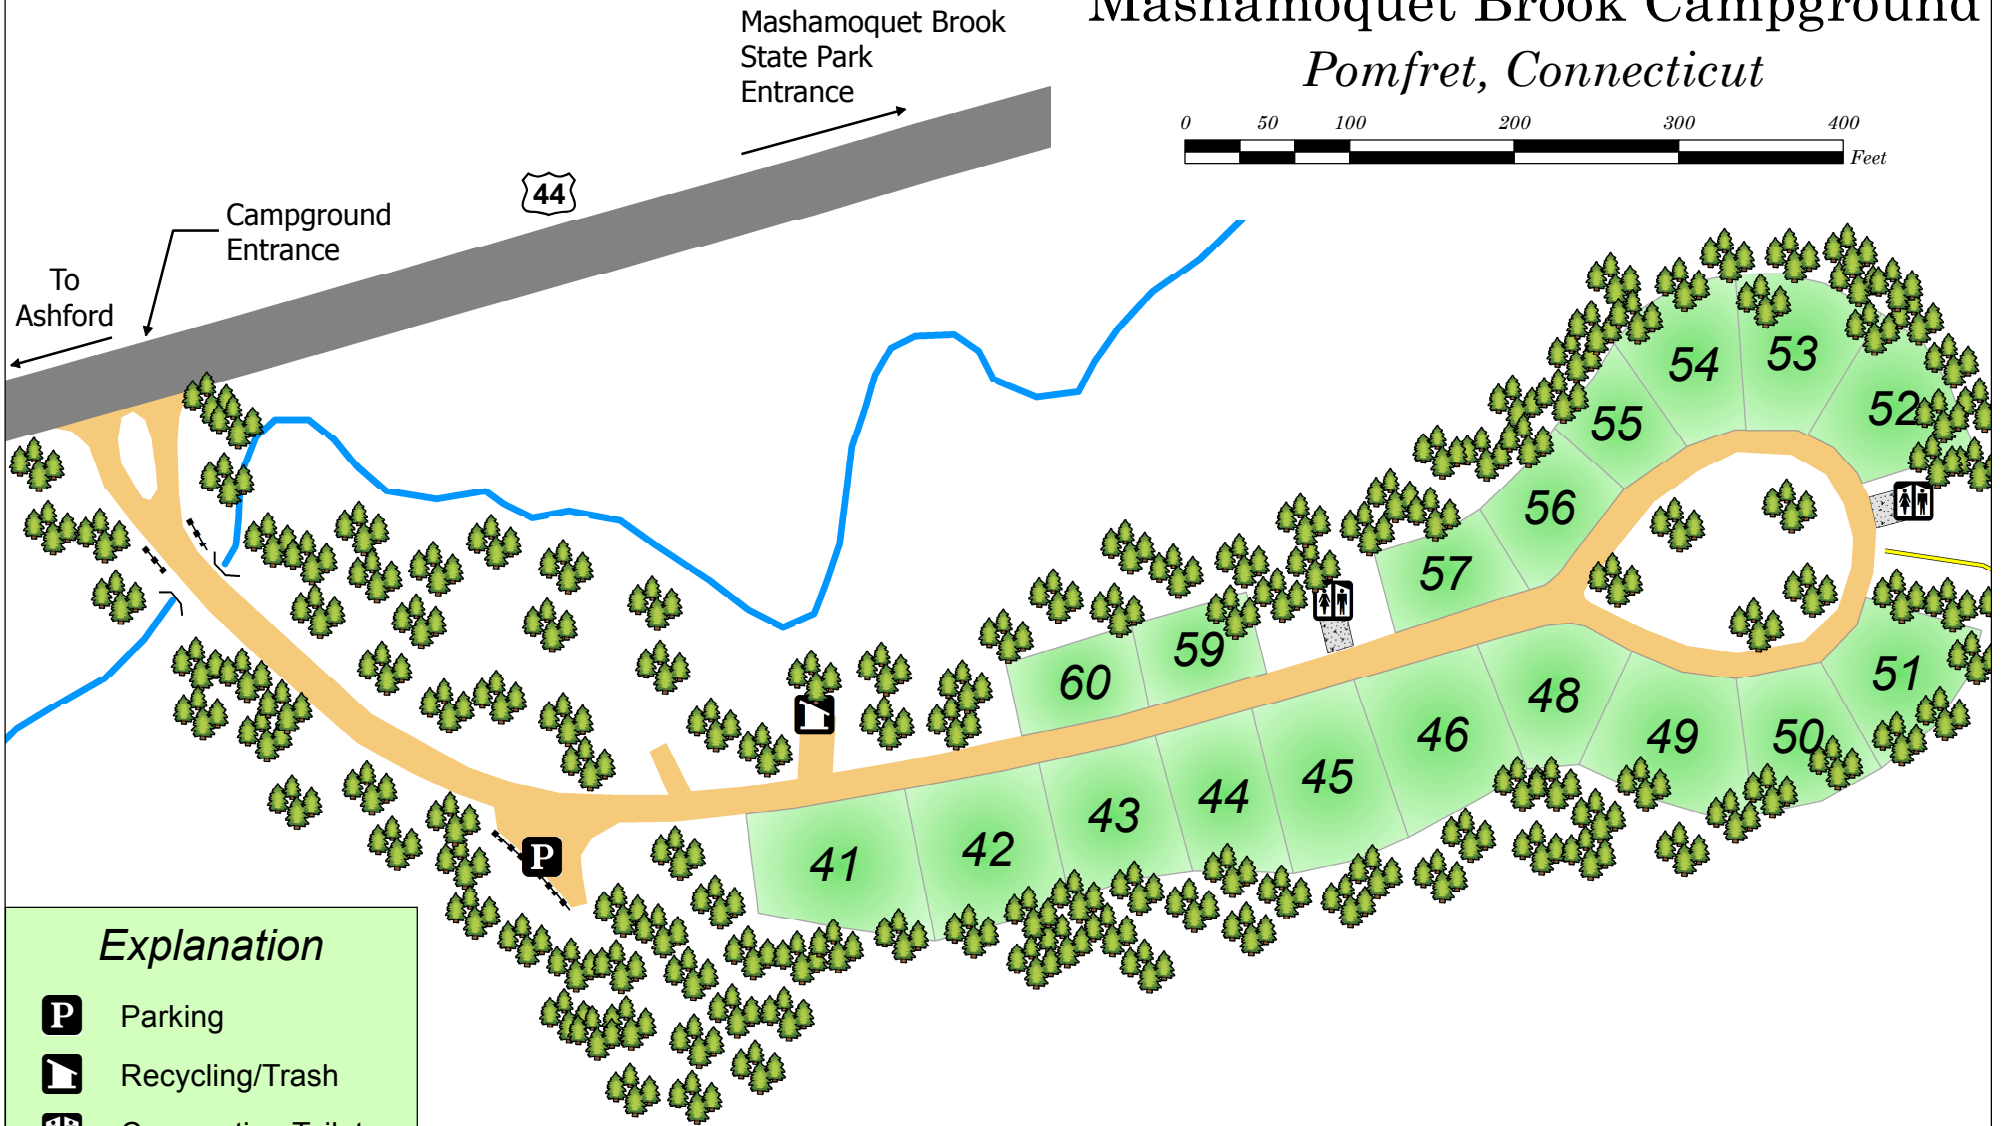 Mashamoquet Brook Campground
Pomfret, Connecticut
0 50 100 200 300 400
Feet
Mashamoquet Brook
State Park
Entrance
44
Campground
Entrance
To
Ashford
54
53
52
55
56
57
59
60
51
48
46
49
50
45
44
43
42
41
P
Explanation
P Parking
Recycling/Trash